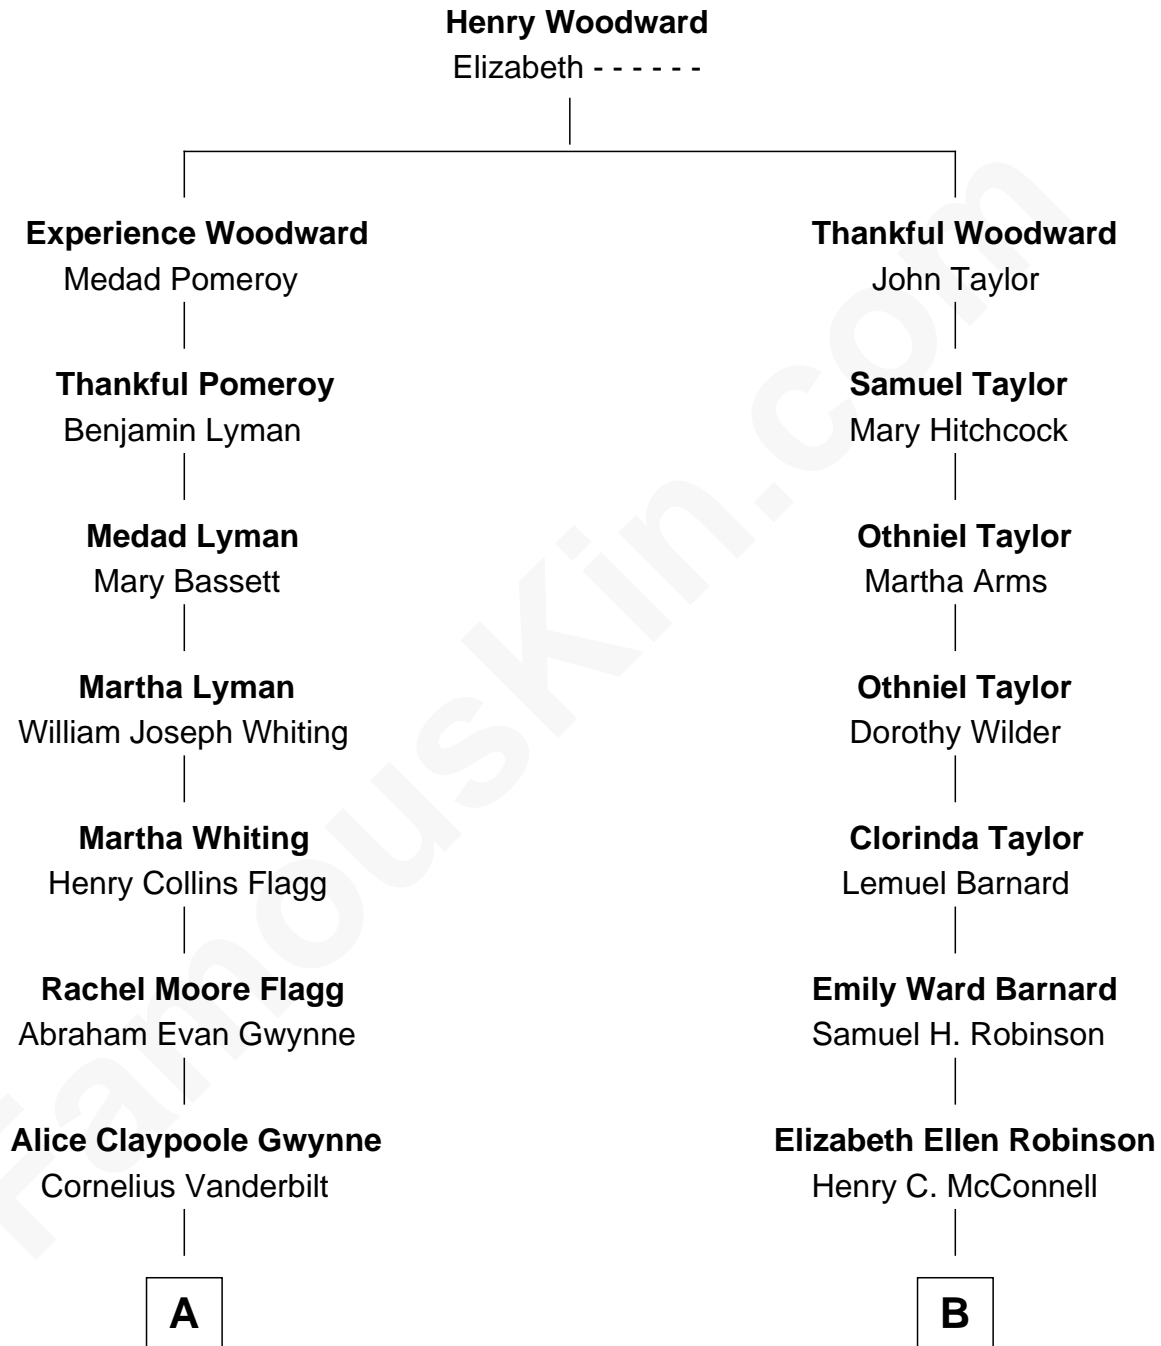 Henry Woodward
Elizabeth - - - - - -
Experience Woodward
Medad Pomeroy
Thankful Woodward
John Taylor
Thankful Pomeroy
Benjamin Lyman
Samuel Taylor
Mary Hitchcock
Medad Lyman
Mary Bassett
Othniel Taylor
Martha Arms
Martha Lyman
William Joseph Whiting
Othniel Taylor
Dorothy Wilder
Martha Whiting
Henry Collins Flagg
Clorinda Taylor
Lemuel Barnard
Rachel Moore Flagg
Abraham Evan Gwynne
Emily Ward Barnard
Samuel H. Robinson
Alice Claypoole Gwynne
Cornelius Vanderbilt
Elizabeth Ellen Robinson
Henry C. McConnell
A
B
FamousKin.com